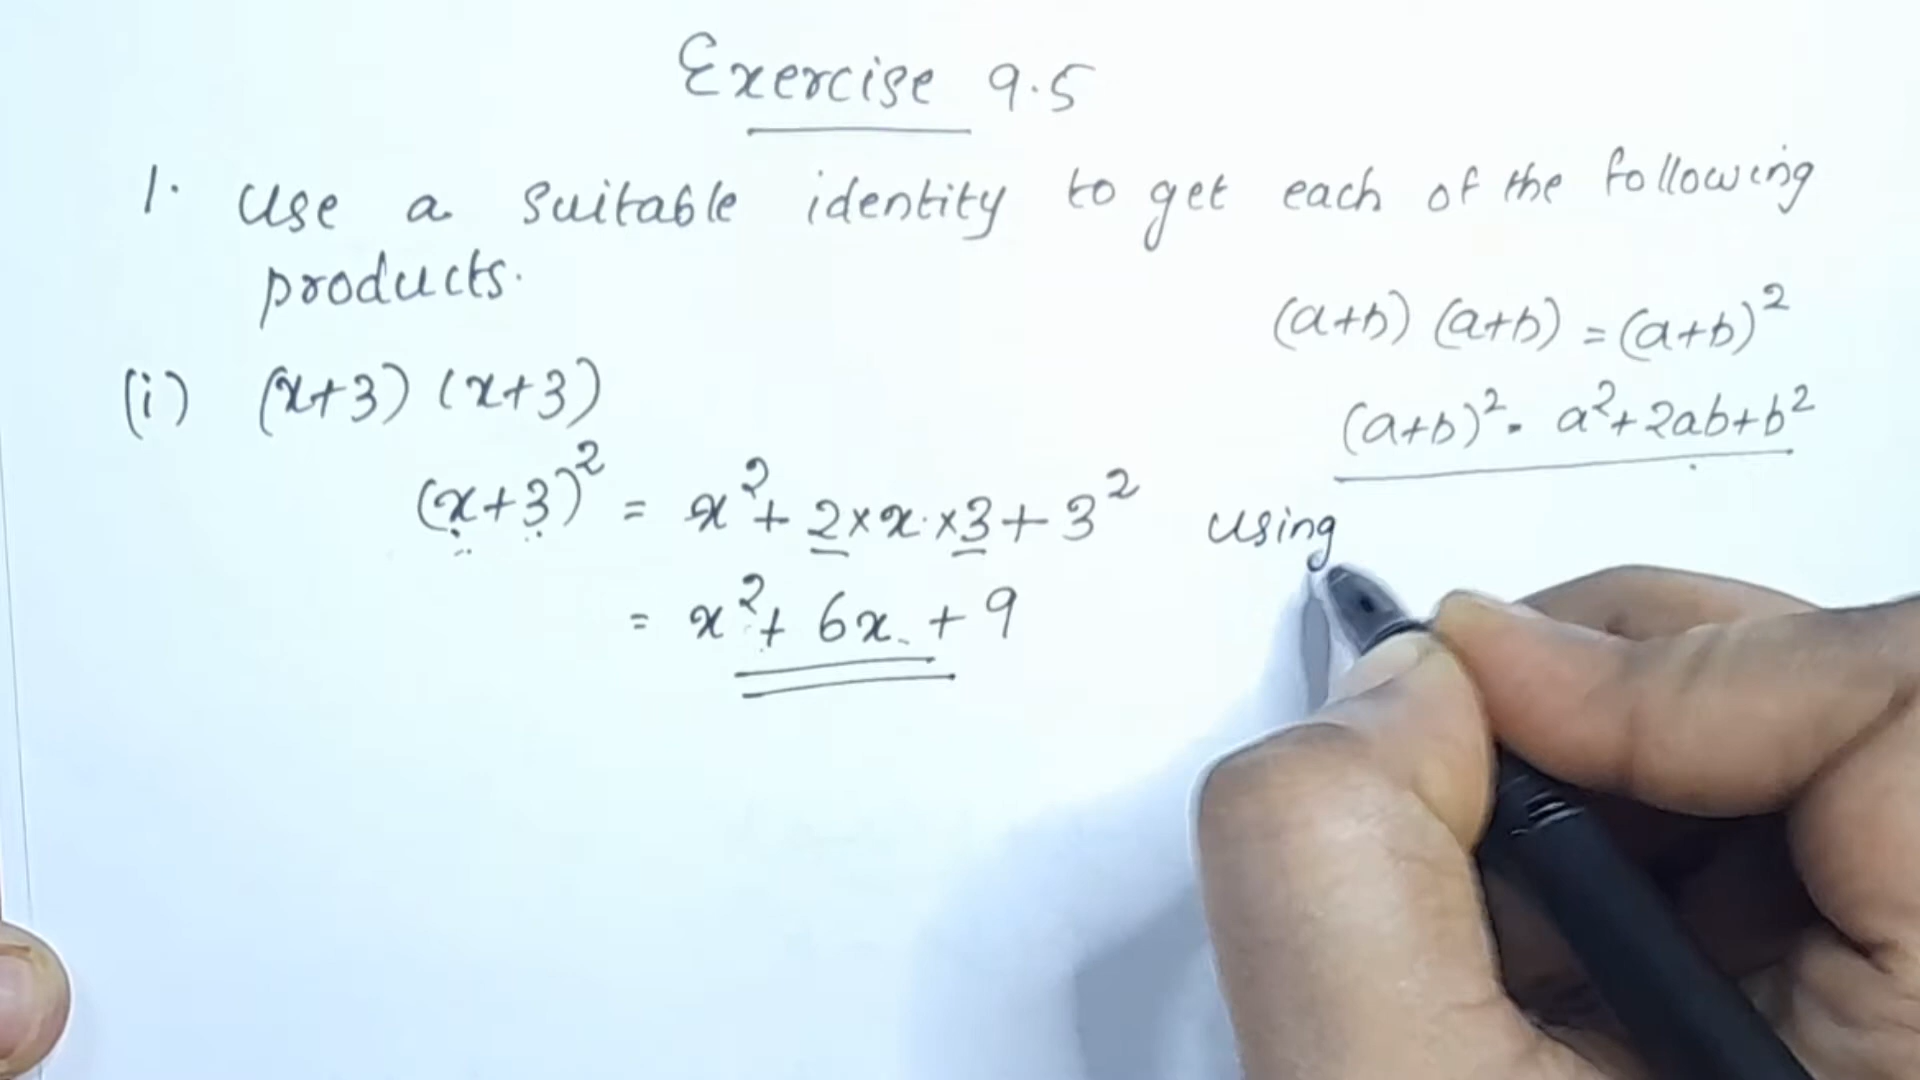 Exercise 9.5
1. Use a suitable identity to get each of the following
products.
(a+b) (a+b) = (a+b)²
(i) (x+3) (x+3)
(a+b)² = a²+2ab+b²
(x+3)² = x² + 2×x×3 + 3² using
= x² + 6x + 9